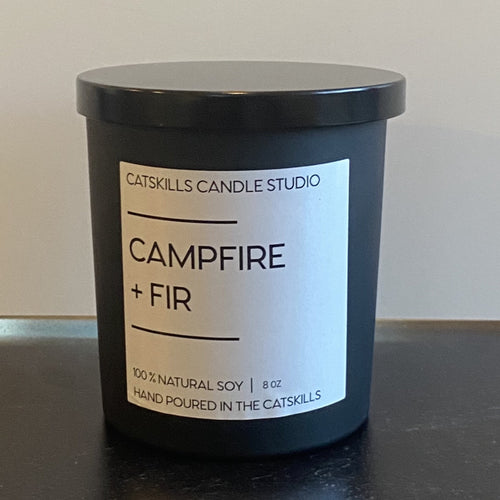 CATSKILLS CANDLE STUDIO
CAMPFIRE
+ FIR
100 % NATURAL SOY | 8 OZ
HAND POURED IN THE CATSKILLS